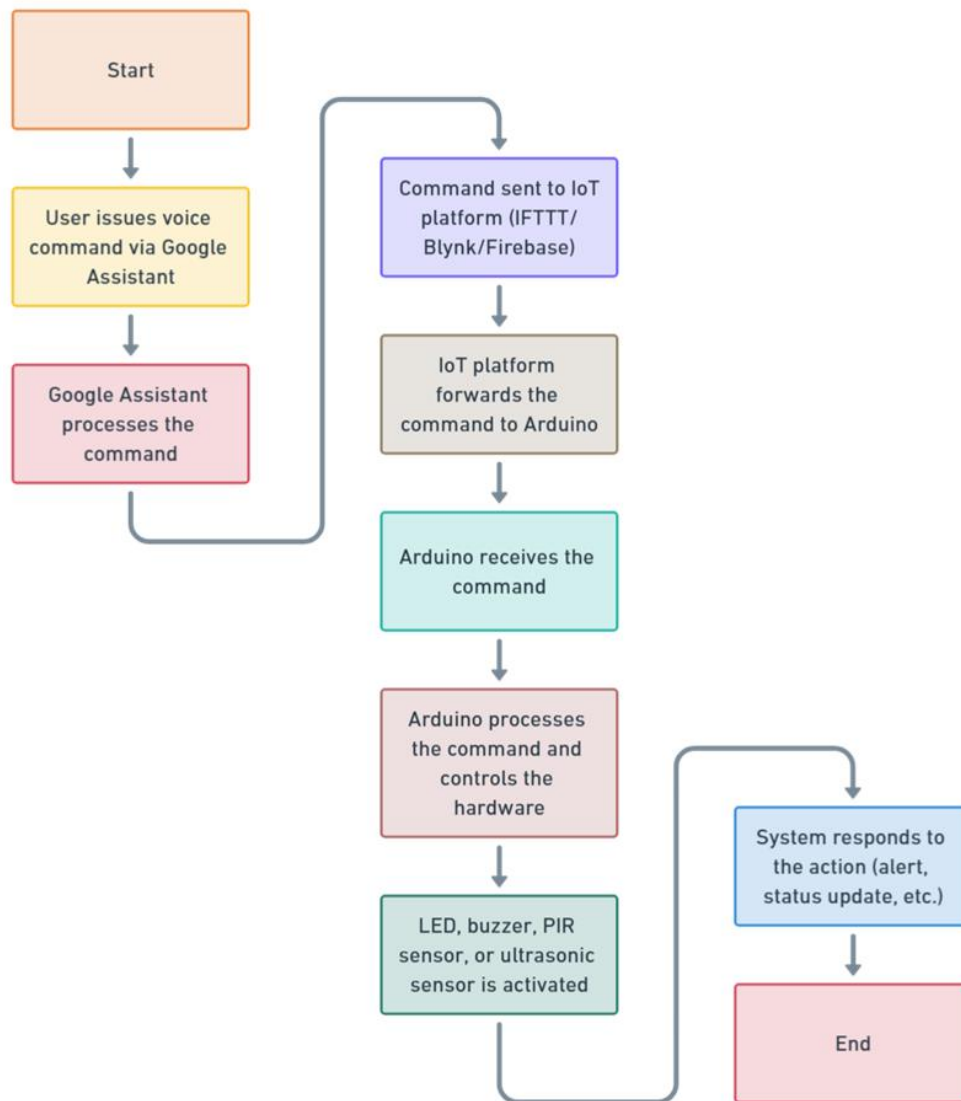 Start
User issues voice
command via Google
Assistant
Google Assistant
processes the
command
Command sent to IoT
platform (IFTTT/
Blynk/Firebase)
IoT platform
forwards the
command to Arduino
Arduino receives the
command
Arduino processes
the command and
controls the
hardware
LED, buzzer, PIR
sensor, or ultrasonic
sensor is activated
System responds to
the action (alert,
status update, etc.)
End